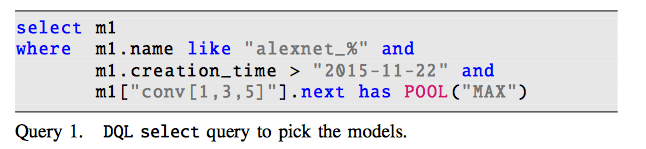 select m1
where m1.name like "alexnet_%" and
m1.creation_time > "2015-11-22" and
m1["conv[1,3,5]"].next has POOL("MAX")
Query 1. DQL select query to pick the models.